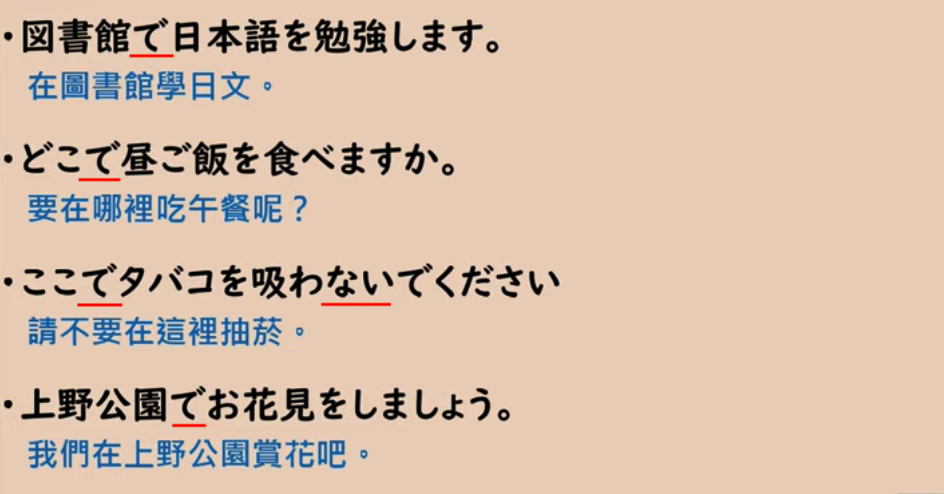 ・図書館で日本語を勉強します。
在圖書館學日文。
・どこで昼ご飯を食べますか。
要在哪裡吃午餐呢？
・ここでタバコを吸わないでください
請不要在這裡抽菸。
・上野公園でお花見をしましょう。
我們在上野公園賞花吧。